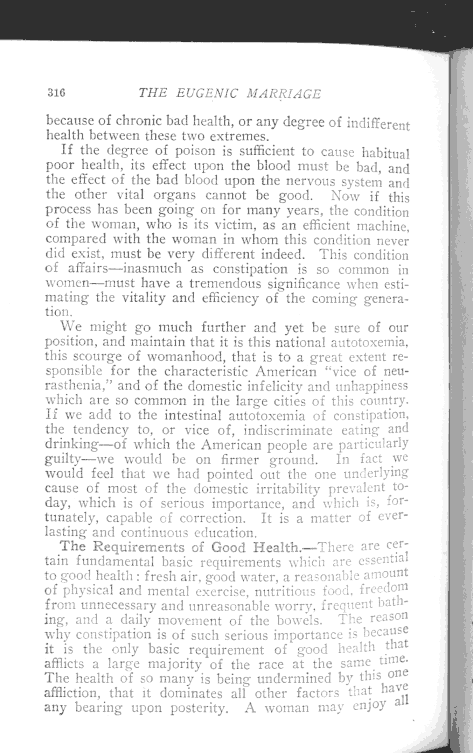 316 THE EUGENIC MARRIAGE
because of chronic bad health, or any degree of indifferent
health between these two extremes.
If the degree of poison is sufficient to cause habitual
poor health, its effect upon the blood must be bad, and
the effect of the bad blood upon the nervous system and
the other vital organs cannot be good. Now if this
process has been going on for many years, the condition
of the woman, who is its victim, as an efficient machine,
compared with the woman in whom this condition never
did exist, must be very different indeed. This condition
of affairs—inasmuch as constipation is so common in
women—must have a tremendous significance when esti-
mating the vitality and efficiency of the coming genera-
tion.
We might go much further and yet be sure of our
position, and maintain that it is this national autotoxemia,
this scourge of womanhood, that is to a great extent re-
sponsible for the characteristic American "vice of neu-
rasthenia," and of the domestic infelicity and unhappiness
which are so common in the large cities of this country.
If we add to the intestinal autotoxemia of constipation,
the tendency to, or vice of, indiscriminate eating and
drinking—of which the American people are particularly
guilty—we would be on firmer ground. In fact we
would feel that we had pointed out the one underlying
cause of most of the domestic irritability prevalent to-
day, which is of serious importance, and which is, for-
tunately, capable of correction. It is a matter of ever-
lasting and continuous education.
The Requirements of Good Health.—There are cer-
tain fundamental basic requirements which are essential
to good health: fresh air, good water, a reasonable amount
of physical and mental exercise, nutritious food, freedom
from unnecessary and unreasonable worry, frequent bath-
ing, and a daily movement of the bowels. The reason
why constipation is of such serious importance is because
it is the only basic requirement of good health that
afflicts a large majority of the race at the same time.
The health of so many is being undermined by this one
affliction, that it dominates all other factors that have
any bearing upon posterity. A woman may enjoy all